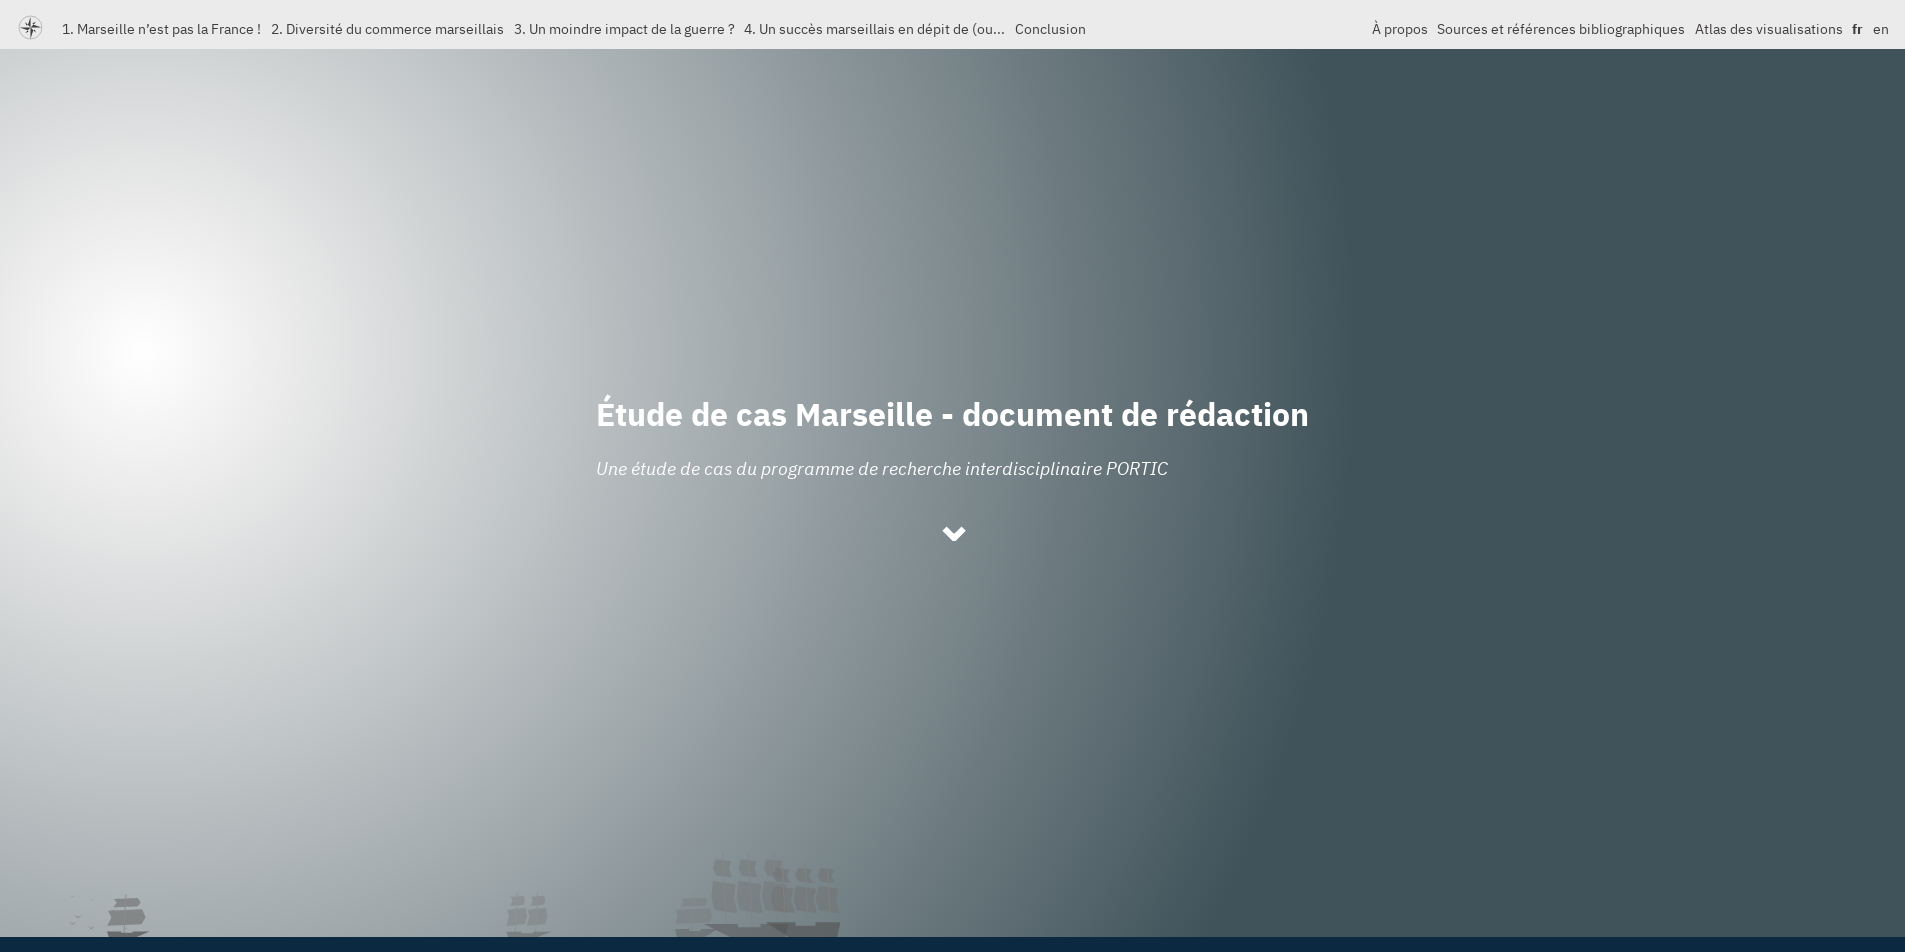 1. Marseille n’est pas la France ! 2. Diversité du commerce marseillais 3. Un moindre impact de la guerre ? 4. Un succès marseillais en dépit de (ou... Conclusion À propos Sources et références bibliographiques Atlas des visualisations fr en
Étude de cas Marseille - document de rédaction
Une étude de cas du programme de recherche interdisciplinaire PORTIC